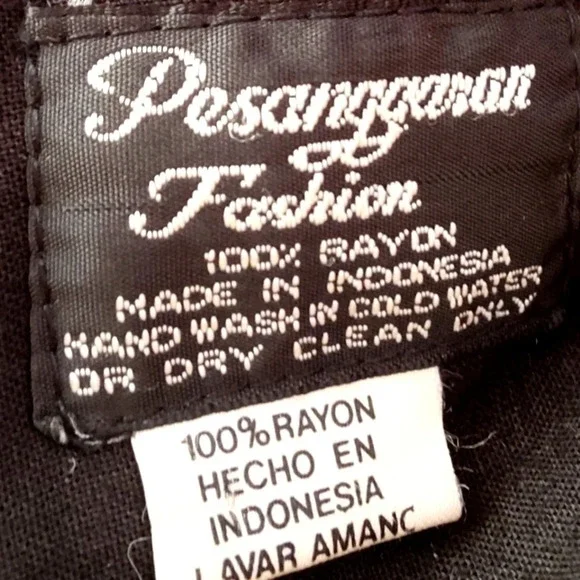 Pesanggaran
Fashion
100% RAYON
MADE IN INDONESIA
HAND WASH IN COLD WATER
OR DRY CLEAN ONLY
100% RAYON
HECHO EN
INDONESIA
LAVAR AMANO